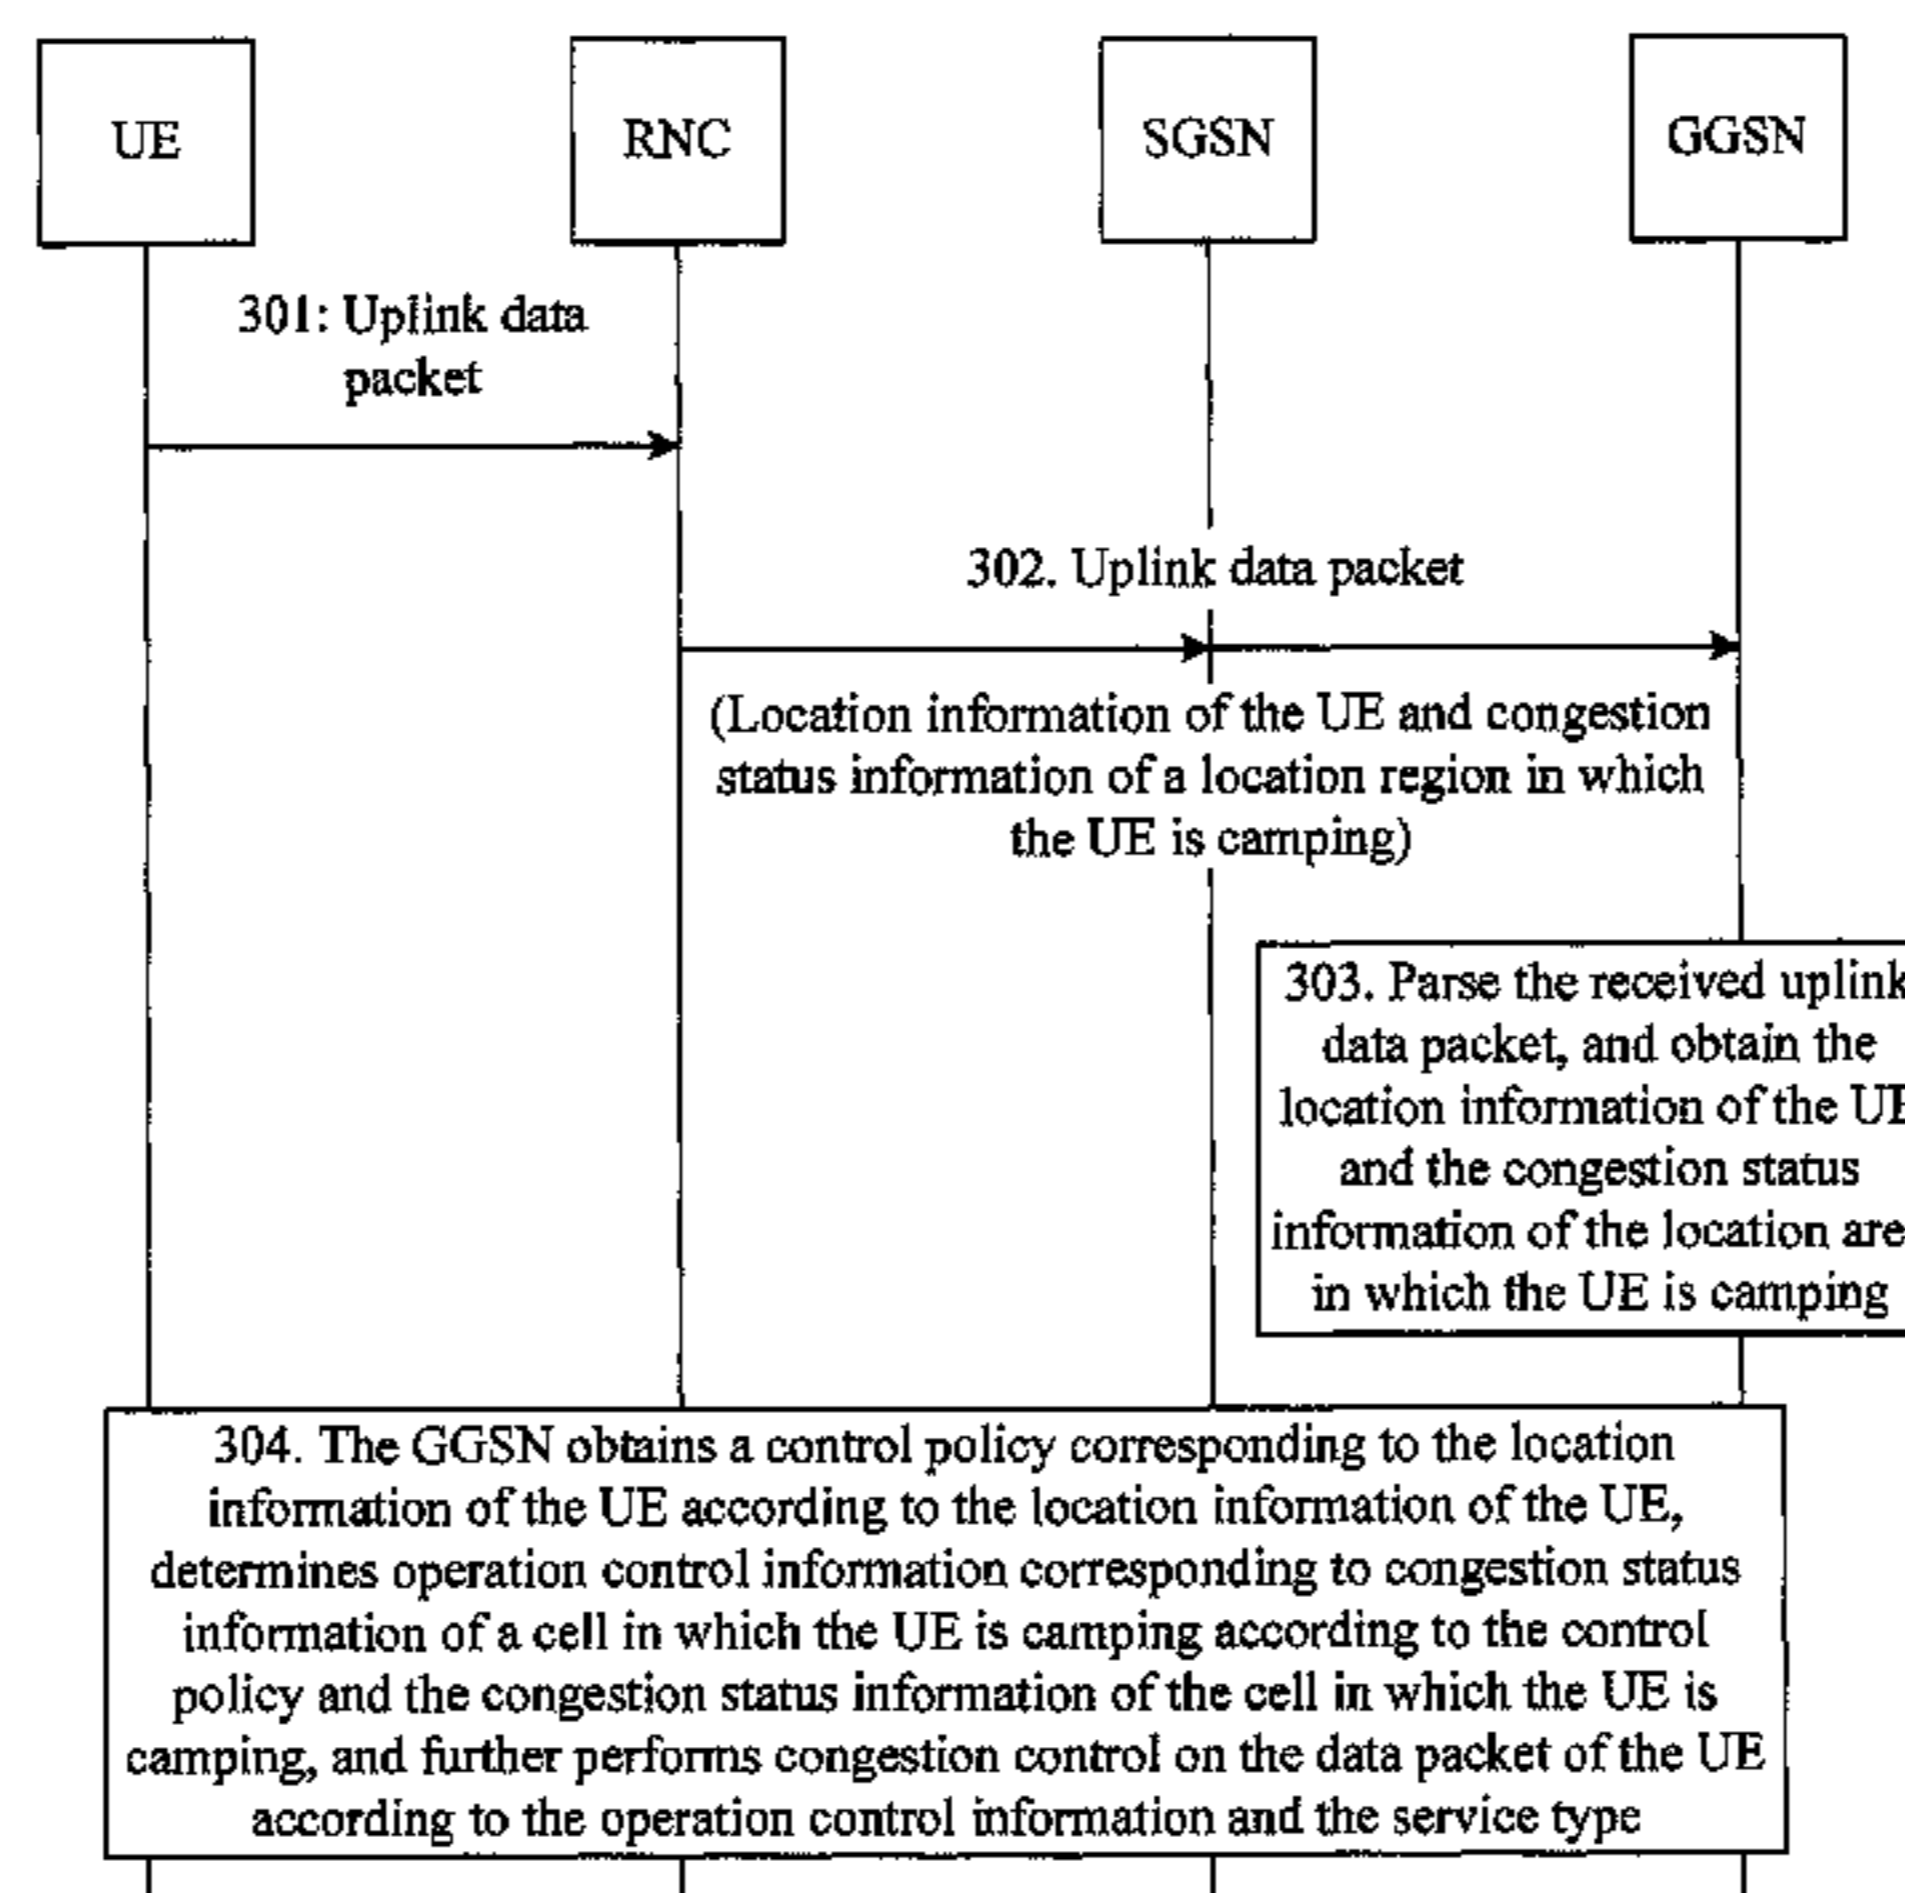 UE
RNC
SGSN
GGSN
301: Uplink data
packet
302. Uplink data packet
(Location information of the UE and congestion
status information of a location region in which
the UE is camping)
303. Parse the received uplink
data packet, and obtain the
location information of the UE
and the congestion status
information of the location are
in which the UE is camping
304. The GGSN obtains a control policy corresponding to the location
information of the UE according to the location information of the UE,
determines operation control information corresponding to congestion status
information of a cell in which the UE is camping according to the control
policy and the congestion status information of the cell in which the UE is
camping, and further performs congestion control on the data packet of the UE
according to the operation control information and the service type